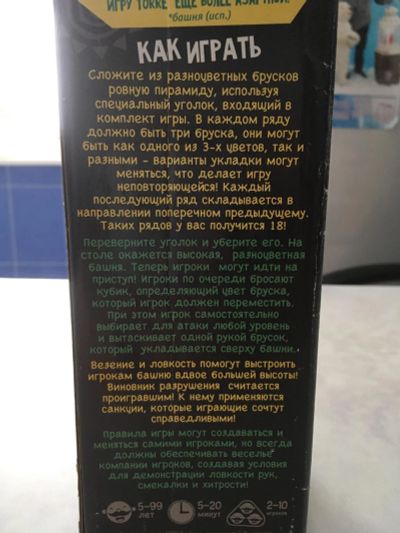 ИГРУ TORRE ЕЩЕ БОЛЕЕ АЗАРТНОЙ!
*башня (исп.)
КАК ИГРАТЬ
Сложите из разноцветных брусков
ровную пирамиду, используя
специальный уголок, входящий в
комплект игры. В каждом ряду
должно быть три бруска, они могут
быть как одного из 3-х цветов, так и
разными – варианты укладки могут
меняться, что делает игру
неповторяющейся! Каждый
последующий ряд складывается в
направлении поперечном предыдущему.
Таких рядов у вас получится 18!
Переверните уголок и уберите его. На
столе окажется высокая, разноцветная
башня. Теперь игроки могут идти на
приступ! Игроки по очереди бросают
кубик, определяющий цвет бруска,
который игрок должен переместить.
При этом игрок самостоятельно
выбирает для атаки любой уровень
и вытаскивает одной рукой брусок,
который укладывается сверху башни.
Везение и ловкость помогут выстроить
игрокам башню вдвое большей высоты!
Виновник разрушения считается
проигравшим! К нему применяются
санкции, которые играющие сочтут
справедливыми!
Правила игры могут создаваться и
меняться самими игроками, но всегда
должны обеспечивать веселье
компании игроков, создавая условия
для демонстрации ловкости рук,
смекалки и хитрости!
5-99 лет
5-20 минут
2-10 игроков